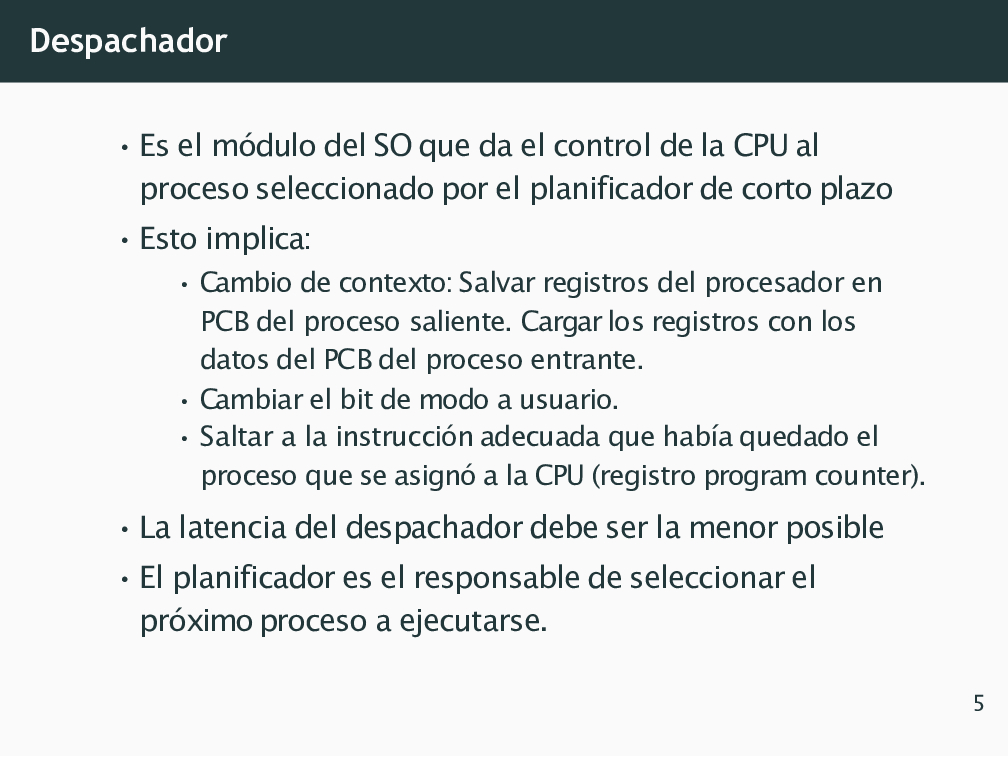 Despachador
• Es el módulo del SO que da el control de la CPU al
proceso seleccionado por el planificador de corto plazo
• Esto implica:
• Cambio de contexto: Salvar registros del procesador en
PCB del proceso saliente. Cargar los registros con los
datos del PCB del proceso entrante.
• Cambiar el bit de modo a usuario.
• Saltar a la instrucción adecuada que había quedado el
proceso que se asignó a la CPU (registro program counter).
• La latencia del despachador debe ser la menor posible
• El planificador es el responsable de seleccionar el
próximo proceso a ejecutarse.
5